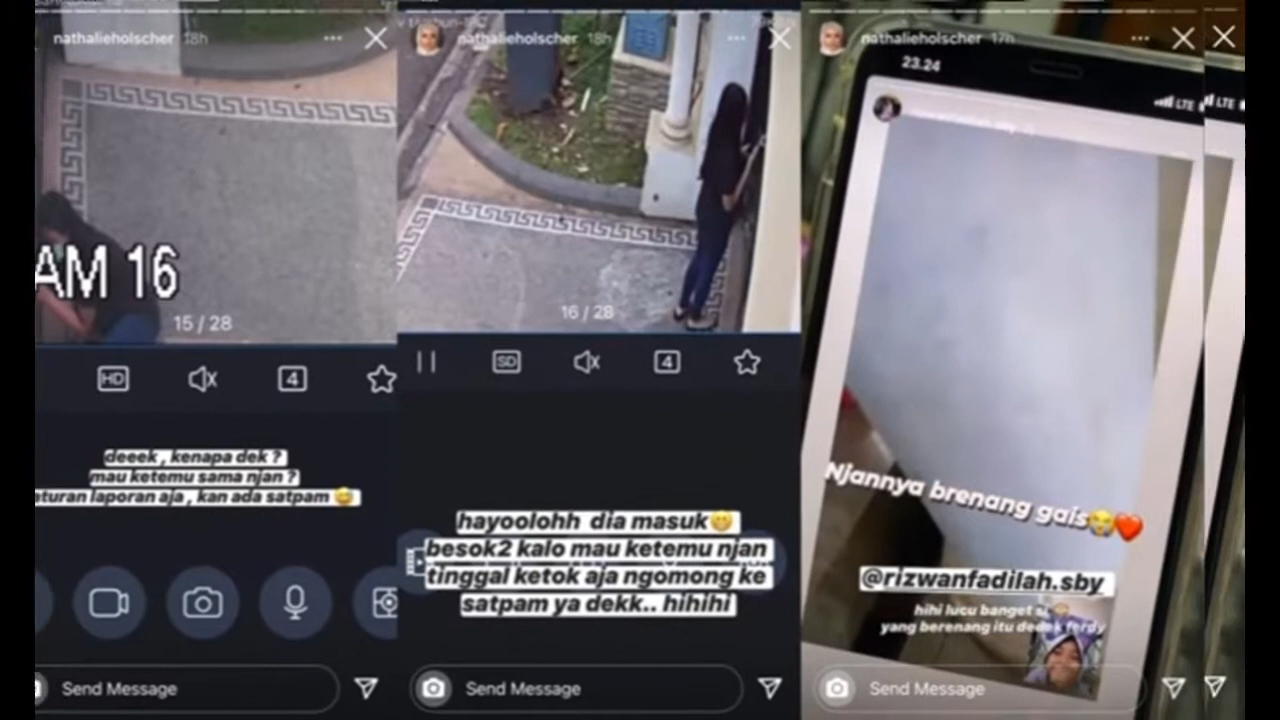 nathalieholscher 18h
AM 16
15 / 28
HD
4
deeek , kenapa dek ?
mau ketemu sama njan ?
aturan laporan aja , kan ada satpam 😅
Send Message
nathalieholscher 18h
16 / 28
SD
4
hayoolohh dia masuk😁
besok2 kalo mau ketemu njan
tinggal ketok aja ngomong ke
satpam ya dekk.. hihihi
Send Message
nathalieholscher 17h
23.24
LTE
Njannya brenang gais😭❤️
@rizwanfadilah.sby
hihi lucu banget si
yang berenang itu dedek ferdy
Send Message
LTE